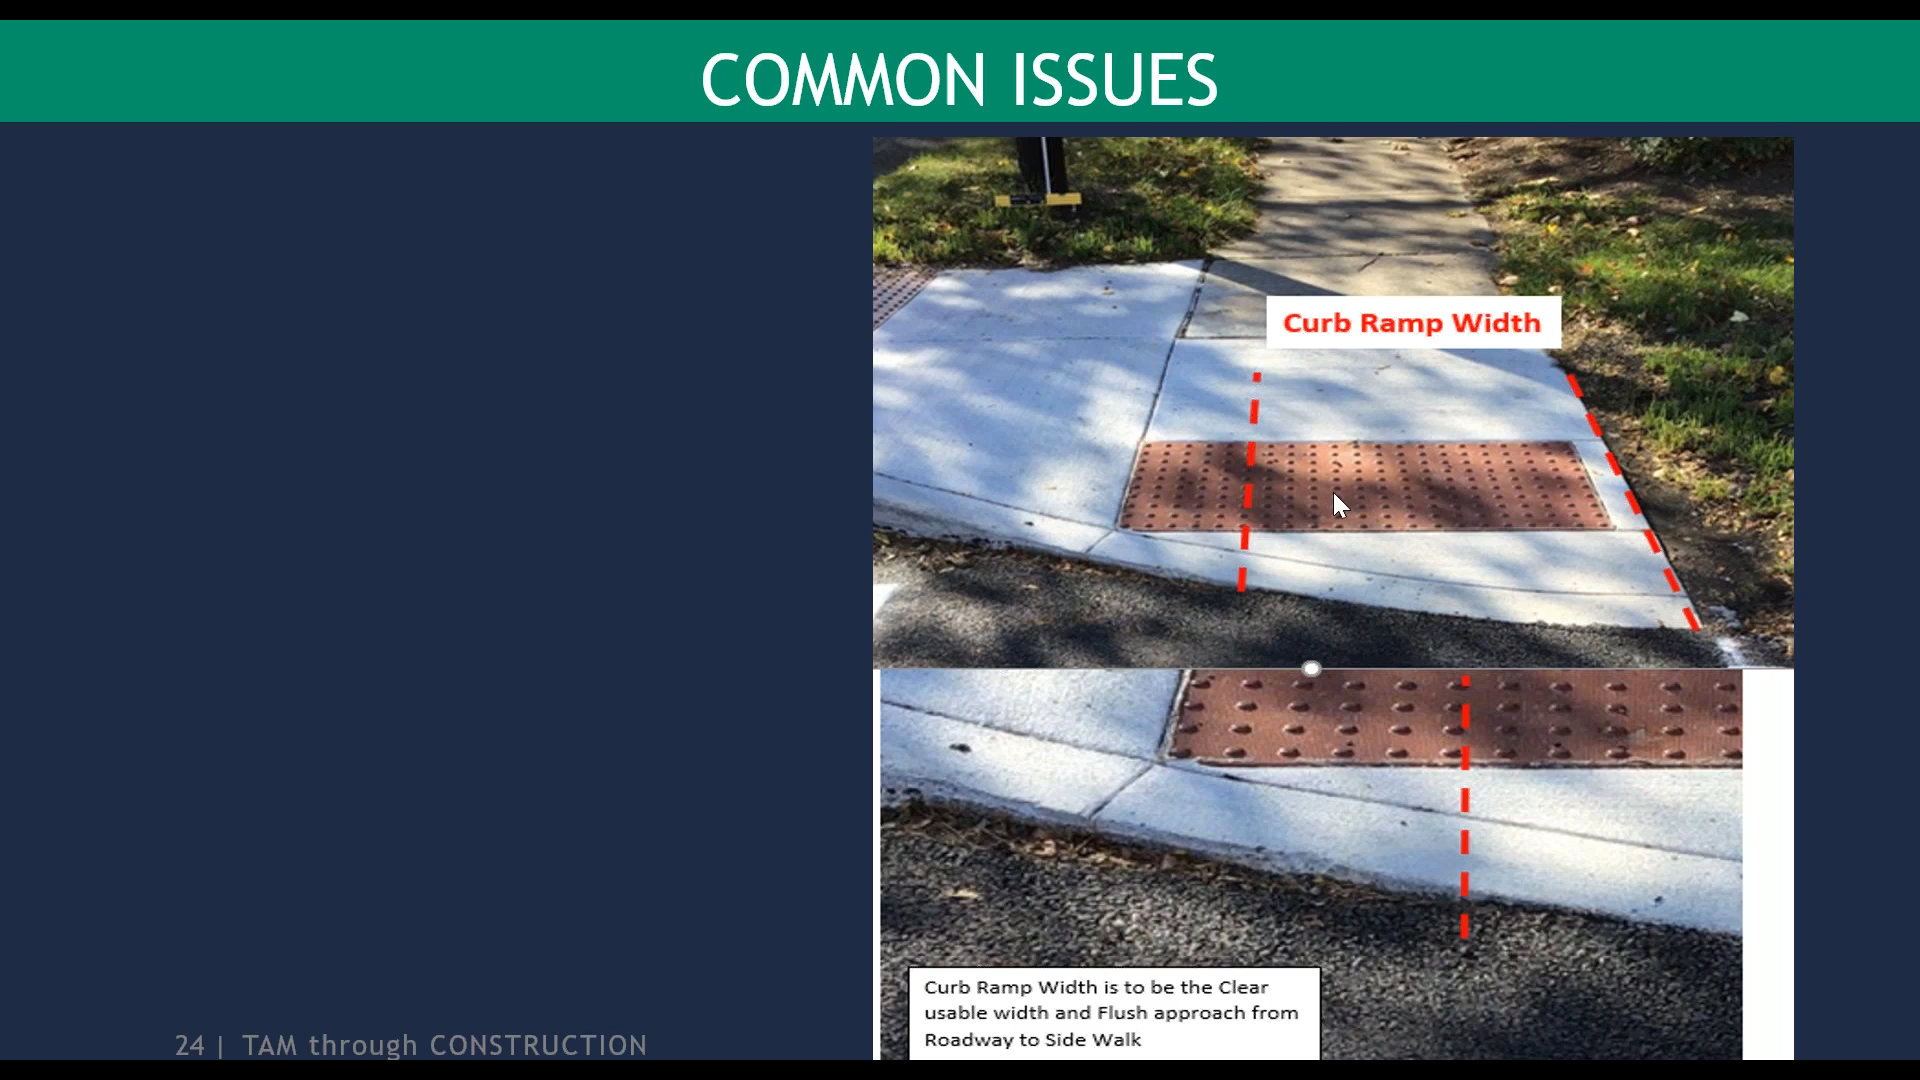 COMMON ISSUES
Curb Ramp Width
Curb Ramp Width is to be the Clear
usable width and Flush approach from
Roadway to Side Walk
24 | TAM through CONSTRUCTION